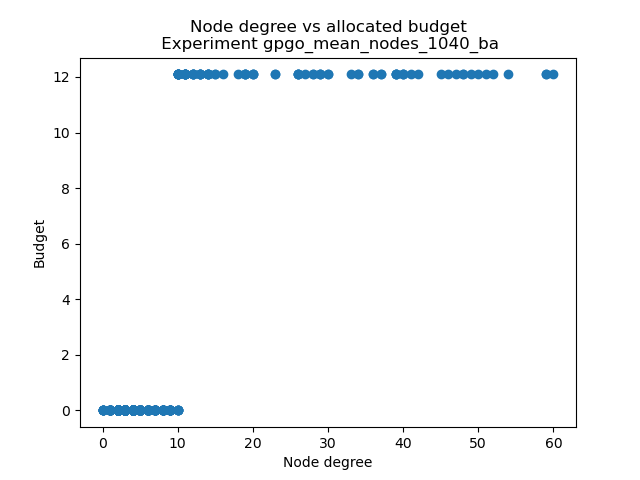 Node degree vs allocated budget
Experiment gpgo_mean_nodes_1040_ba
12
10
8
6
4
2
0
Budget
0 10 20 30 40 50 60
Node degree